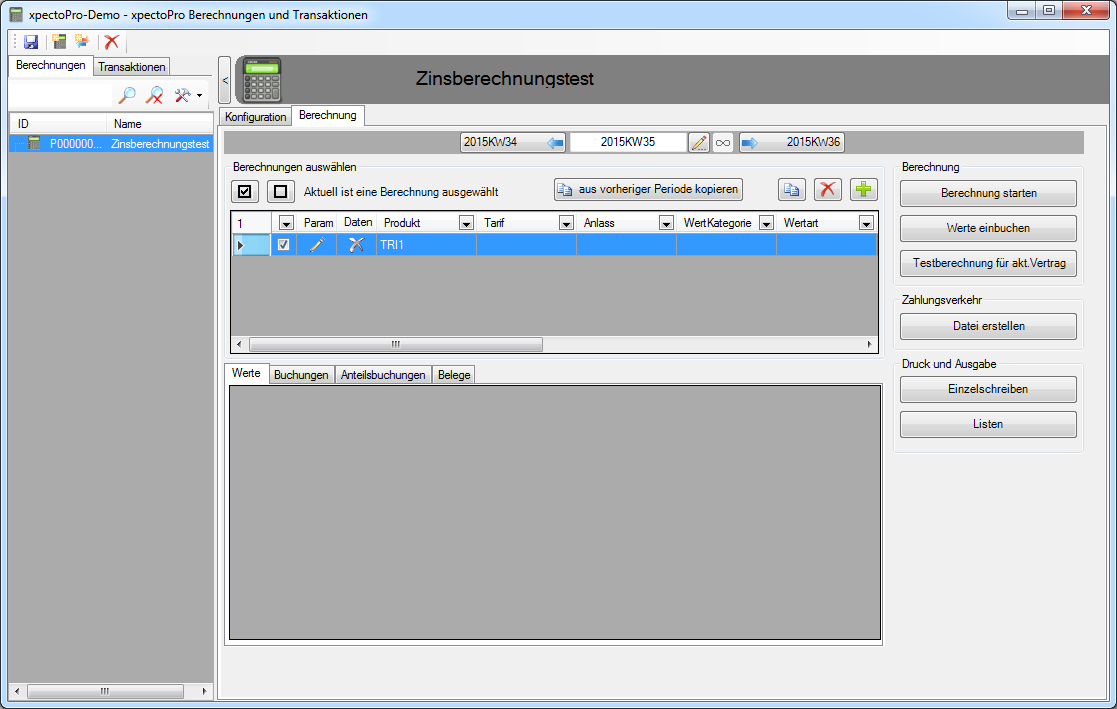 xpectoPro-Demo - xpectoPro Berechnungen und Transaktionen
Berechnungen Transaktionen
ID Name
P000000... Zinsberechnungstest
<
Zinsberechnungstest
Konfiguration Berechnung
2015KW34 2015KW35 2015KW36
Berechnungen auswählen
Aktuell ist eine Berechnung ausgewählt
aus vorheriger Periode kopieren
1 Param Daten Produkt Tarif Anlass WertKategorie Wertart
TRI1
Werte Buchungen Anteilsbuchungen Belege
Berechnung
Berechnung starten
Werte einbuchen
Testberechnung für akt.Vertrag
Zahlungsverkehr
Datei erstellen
Druck und Ausgabe
Einzelschreiben
Listen